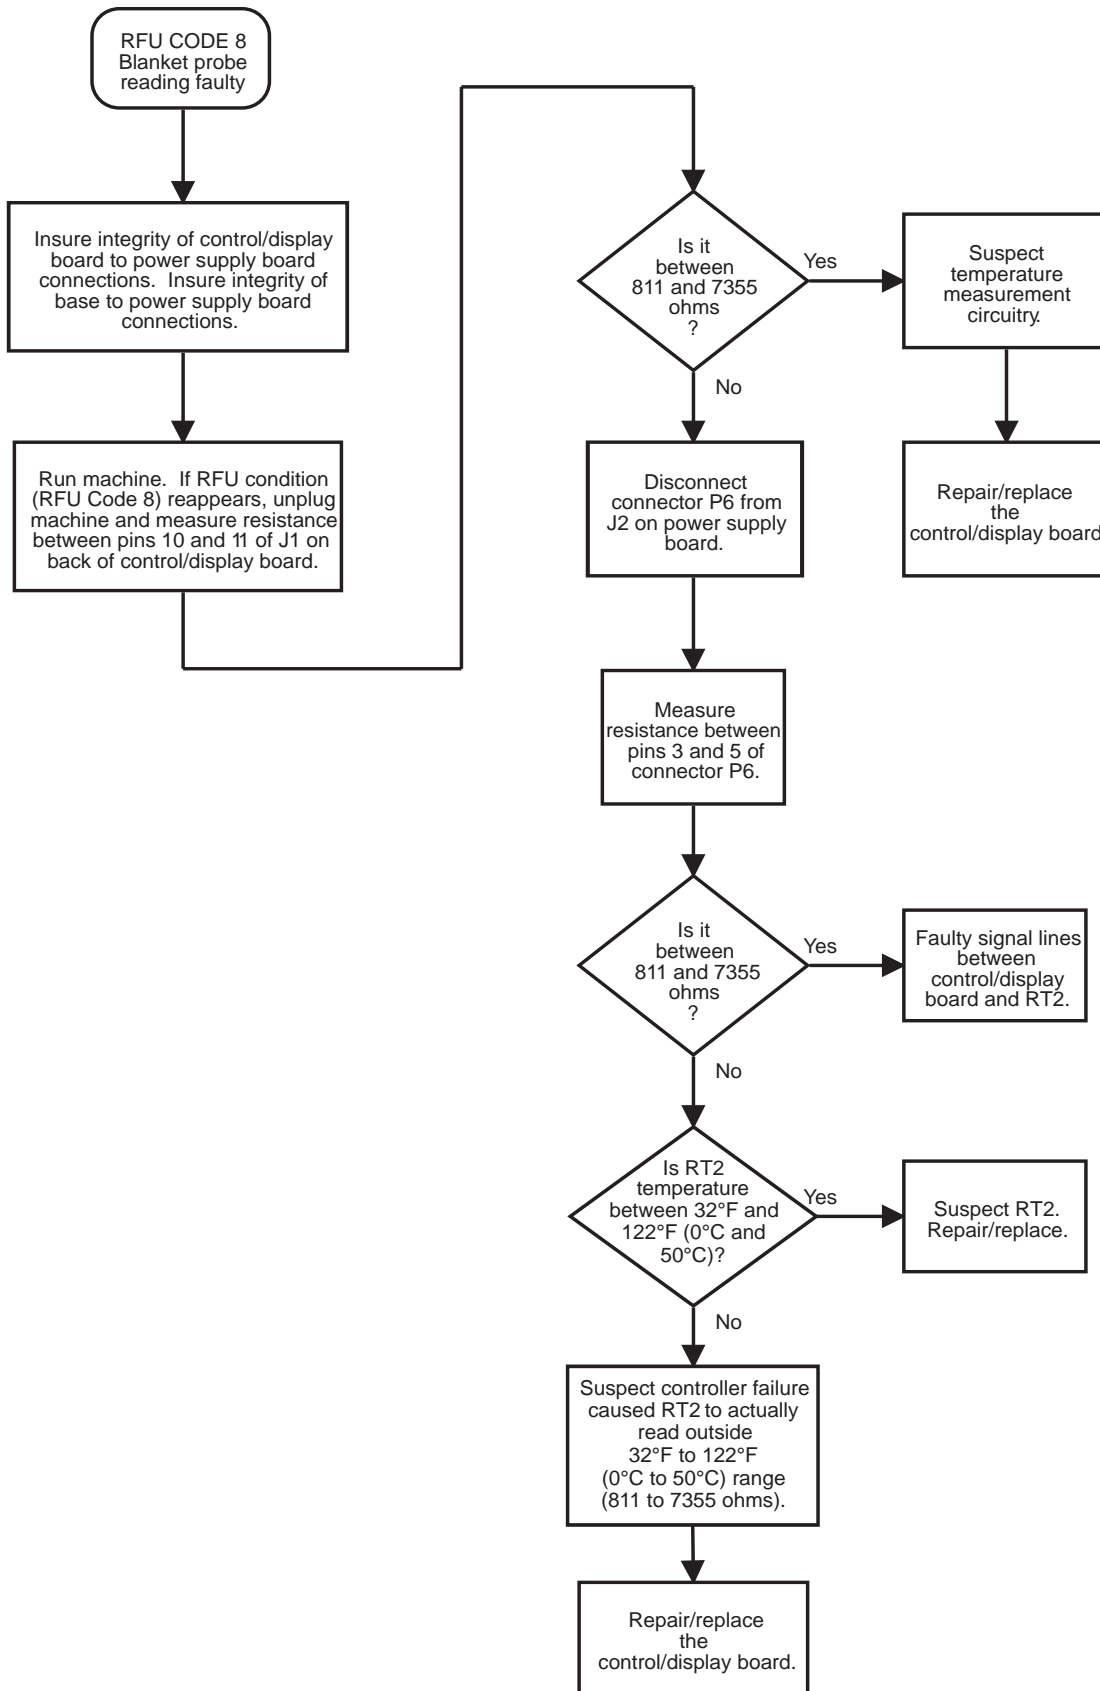 RFU CODE 8
Blanket probe
reading faulty
Insure integrity of control/display
board to power supply board
connections. Insure integrity of
base to power supply board
connections.
Run machine. If RFU condition
(RFU Code 8) reappears, unplug
machine and measure resistance
between pins 10 and 11 of J1 on
back of control/display board.
Is it
between
811 and 7355
ohms
?
Yes
Suspect
temperature
measurement
circuitry.
Repair/replace
the
control/display board
No
Disconnect
connector P6 from
J2 on power supply
board.
Measure
resistance between
pins 3 and 5 of
connector P6.
Is it
between
811 and 7355
ohms
?
Yes
Faulty signal lines
between
control/display
board and RT2.
No
Is RT2
temperature
between 32°F and
122°F (0°C and
50°C)?
Yes
Suspect RT2.
Repair/replace.
No
Suspect controller failure
caused RT2 to actually
read outside
32°F to 122°F
(0°C to 50°C) range
(811 to 7355 ohms).
Repair/replace
the
control/display board.